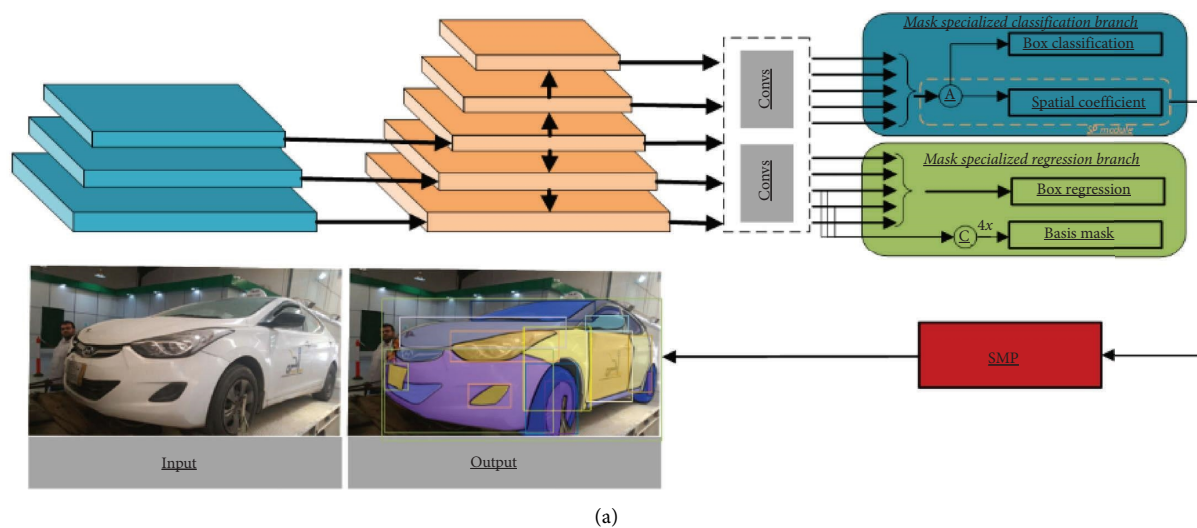 Mask specialized classification branch
Box classification
Convs
A
Spatial coefficient
SP module
Mask specialized regression branch
Convs
Box regression
C
4x
Basis mask
SMP
Input
Output
(a)